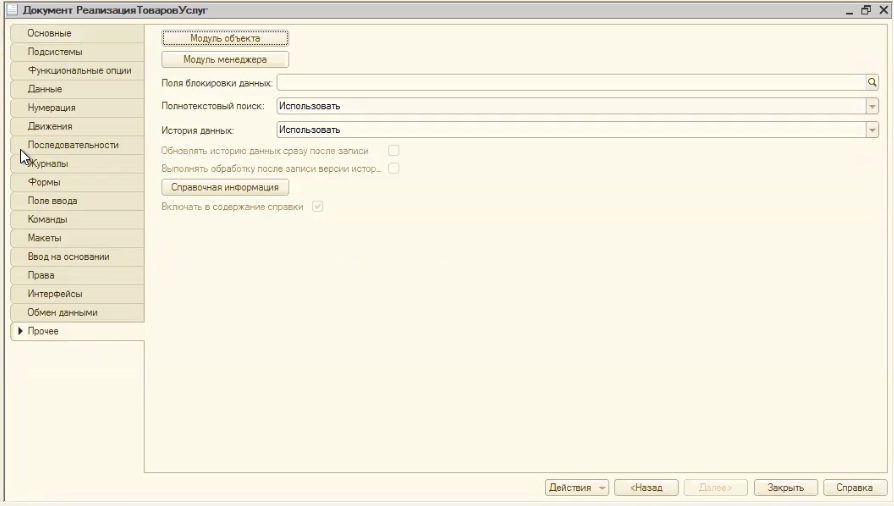 Документ РеализацияТоваровУслуг
Основные
Подсистемы
Функциональные опции
Данные
Нумерация
Движения
Последовательности
Журналы
Формы
Поле ввода
Команды
Макеты
Ввод на основании
Права
Интерфейсы
Обмен данными
Прочее
Модуль объекта
Модуль менеджера
Поля блокировки данных:
Полнотекстовый поиск: Использовать
История данных: Использовать
Обновлять историю данных сразу после записи
Выполнять обработку после записи версии истор...
Справочная информация
Включать в содержание справки
Действия <Назад Далее> Закрыть Справка